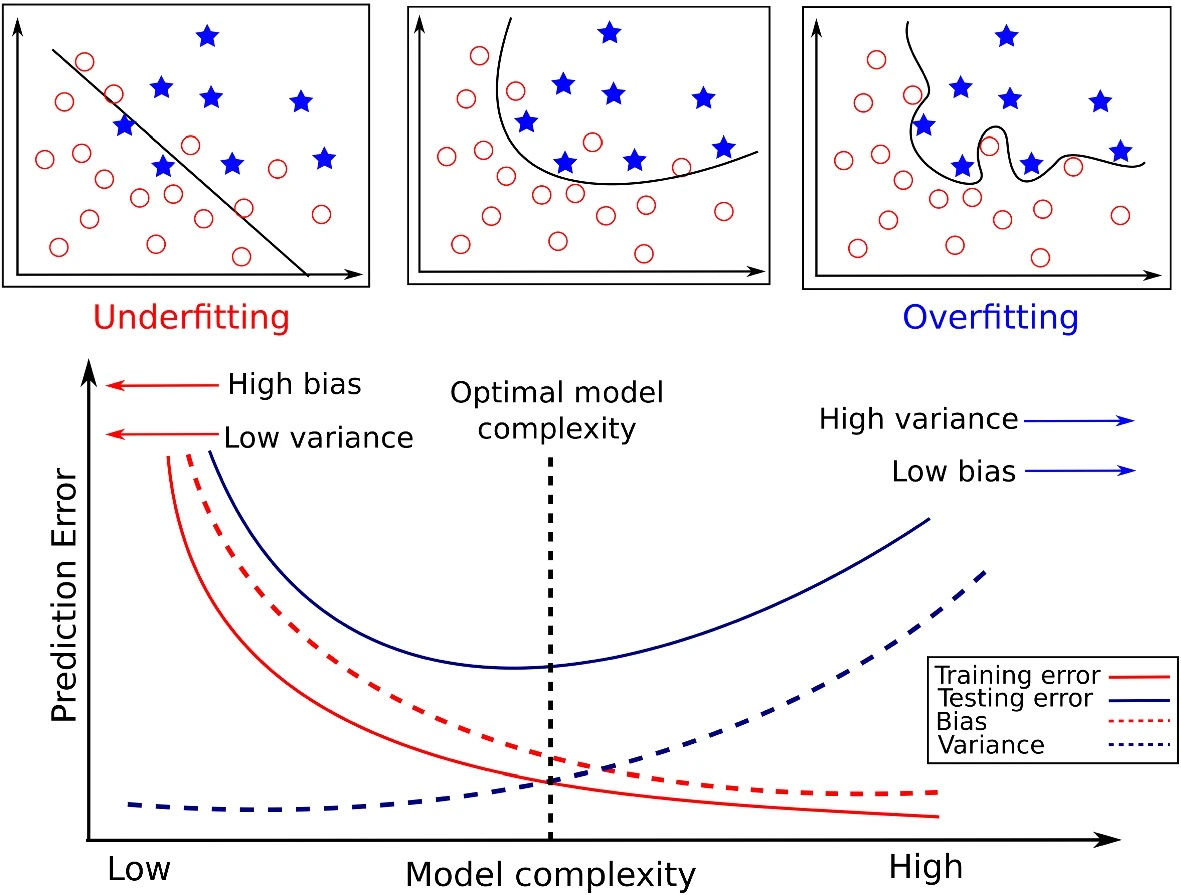 Underfitting
Overfitting
High bias
Low variance
Optimal model
complexity
High variance
Low bias
Prediction Error
Training error
Testing error
Bias
Variance
Low
Model complexity
High